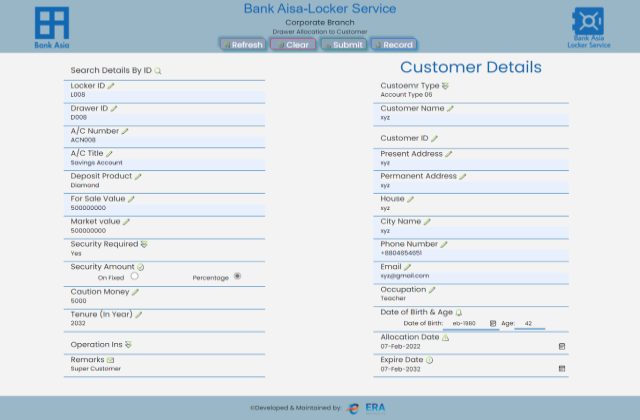 Bank Aisa-Locker Service
Corporate Branch
Drawer Allocation to Customer
Bank Asia
Bank Asia
Locker Service
Refresh
Clear
Submit
Record
Search Details By ID
Locker ID
L008
Drawer ID
D008
A/C Number
ACN008
A/C Title
Savings Account
Deposit Product
Diamond
For Sale Value
500000000
Market value
500000000
Security Required
Yes
Security Amount
On Fixed
Percentage
Caution Money
5000
Tenure (In Year)
2032
Operation Ins
Remarks
Super Customer
Customer Details
Custoemr Type
Account Type 06
Customer Name
xyz
Customer ID
Present Address
xyz
Permanent Address
xyz
House
xyz
City Name
xyz
Phone Number
+8804654651
Email
xyz@gmail.com
Occupation
Teacher
Date of Birth & Age
Date of Birth:
-1980
Age:
42
Allocation Date
07-Feb-2022
Expire Date
07-Feb-2032
©Developed & Maintained by:
ERA